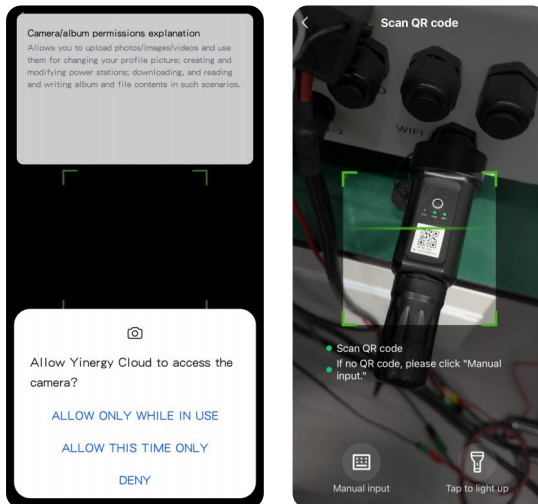 Camera/album permissions explanation
Allows you to upload photos/images/videos and use
them for changing your profile picture; creating and
modifying power stations; downloading, and reading
and writing album and file contents in such scenarios.
Allow Yinergy Cloud to access the
camera?
ALLOW ONLY WHILE IN USE
ALLOW THIS TIME ONLY
DENY
Scan QR code
WIFI
Scan QR code
If no QR code, please click "Manual
input."
Manual input
Tap to light up